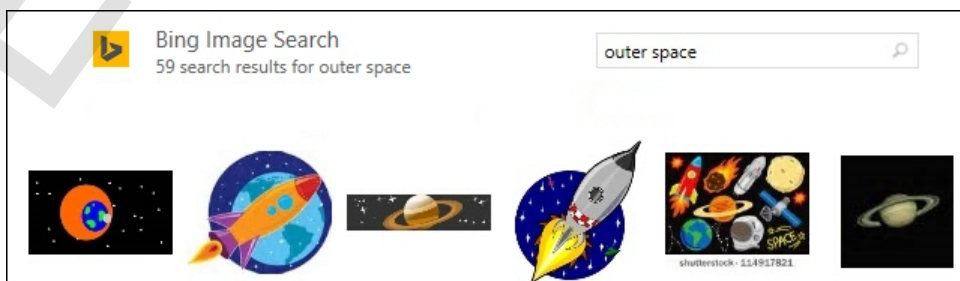 Bing Image Search
59 search results for outer space
outer space
SPACE
shutterstock · 114917821